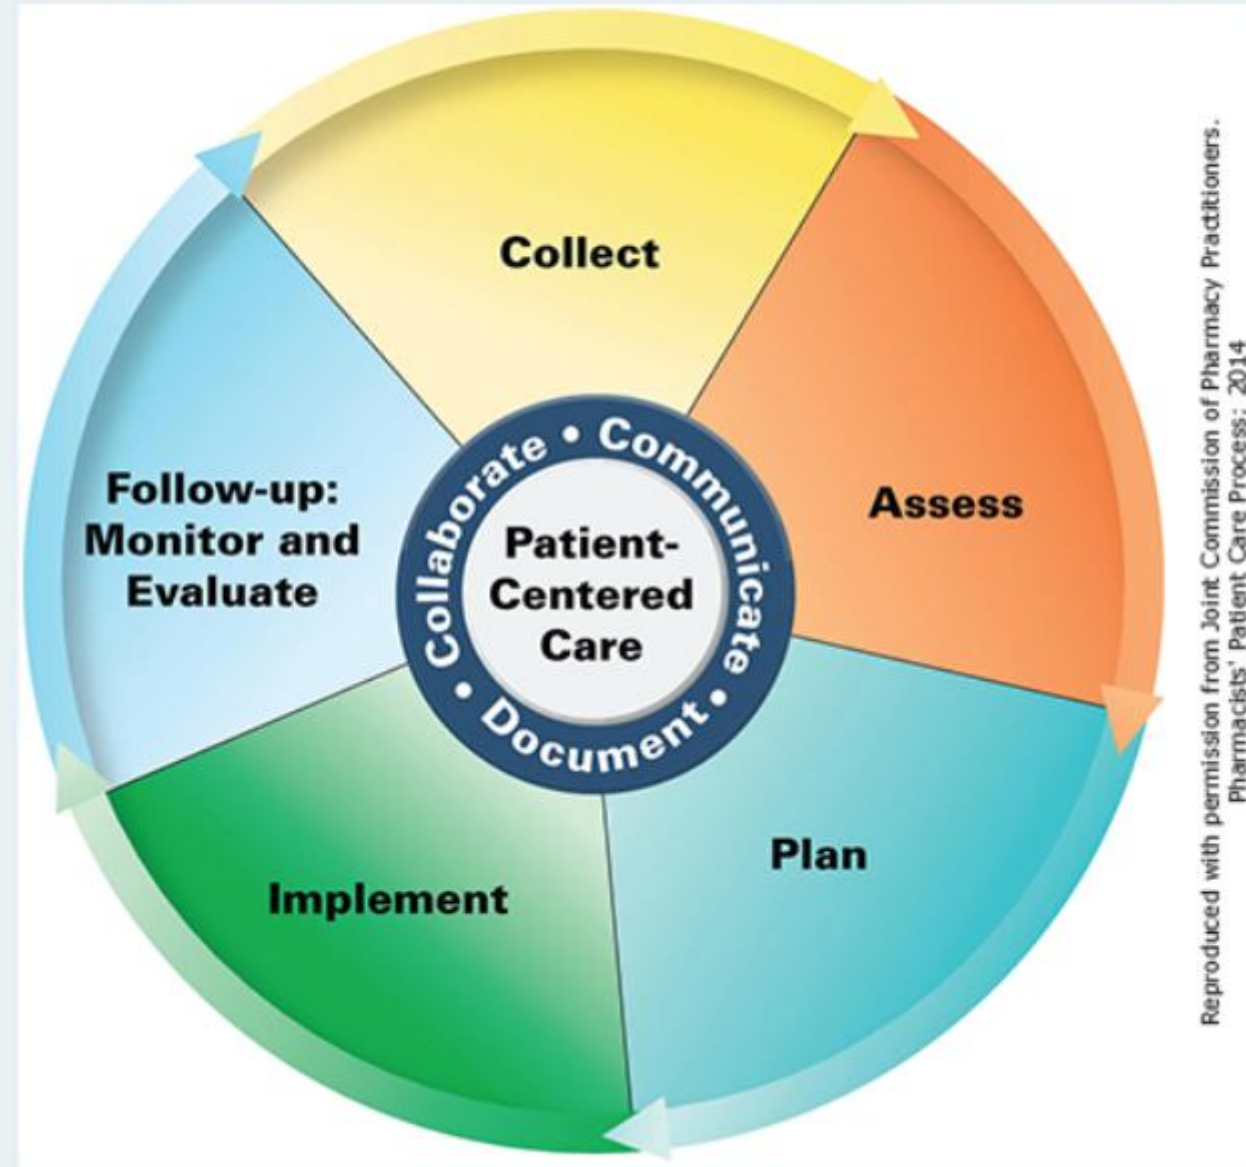 Collect
Assess
Plan
Implement
Follow-up:
Monitor and
Evaluate
Collaborate • Communicate • Document •
Patient-
Centered
Care
Reproduced with permission from Joint Commission of Pharmacy Practitioners.
Pharmacists' Patient Care Process; 2014